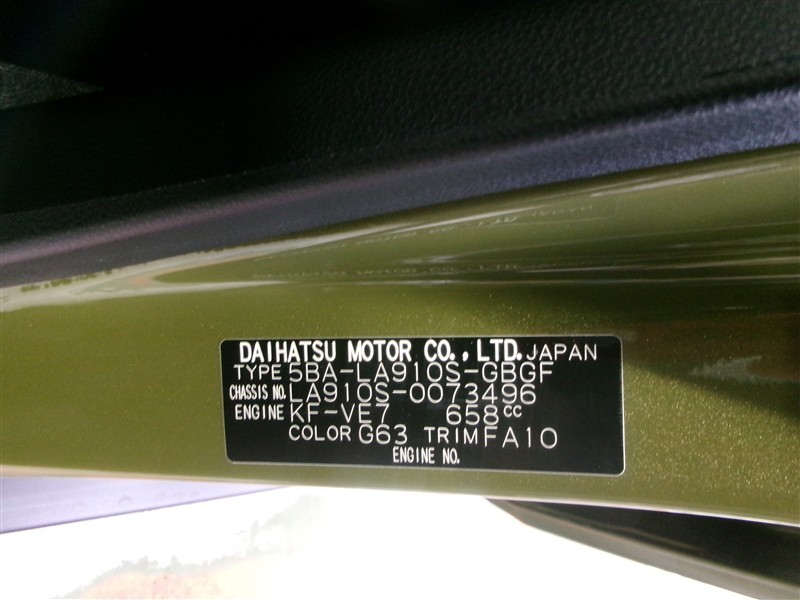 DAIHATSU MOTOR CO.,LTD. JAPAN
TYPE 5BA-LA910S-GBGF
CHASSIS NO. LA910S-0073496
ENGINE KF-VE7 658cc
COLOR G63 TRIM FA10
ENGINE NO.